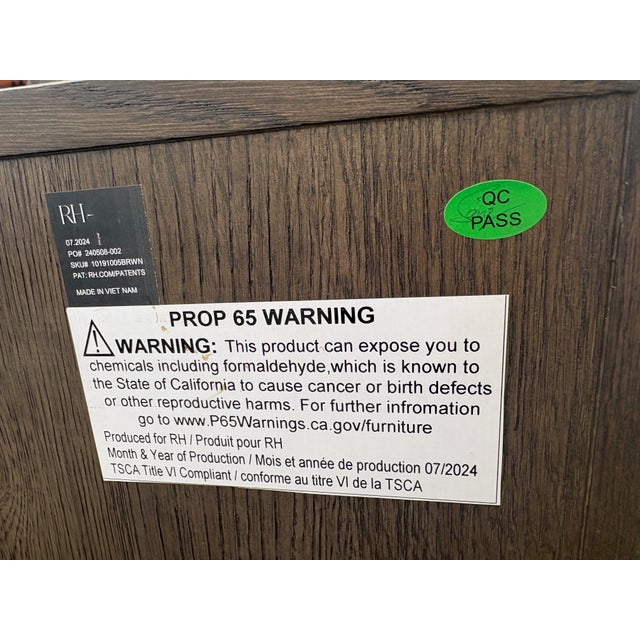 RH-
07.2024
PO# 240508-002
SKU# 10191005BRWN
PAT: RH.COM/PATENTS
MADE IN VIET NAM
QC
PASS
PROP 65 WARNING
WARNING: This product can expose you to
chemicals including formaldehyde,which is known to
the State of California to cause cancer or birth defects
or other reproductive harms. For further infromation
go to www.P65Warnings.ca.gov/furniture
Produced for RH / Produit pour RH
Month & Year of Production / Mois et année de production 07/2024
TSCA Title VI Compliant / conforme au titre VI de la TSCA